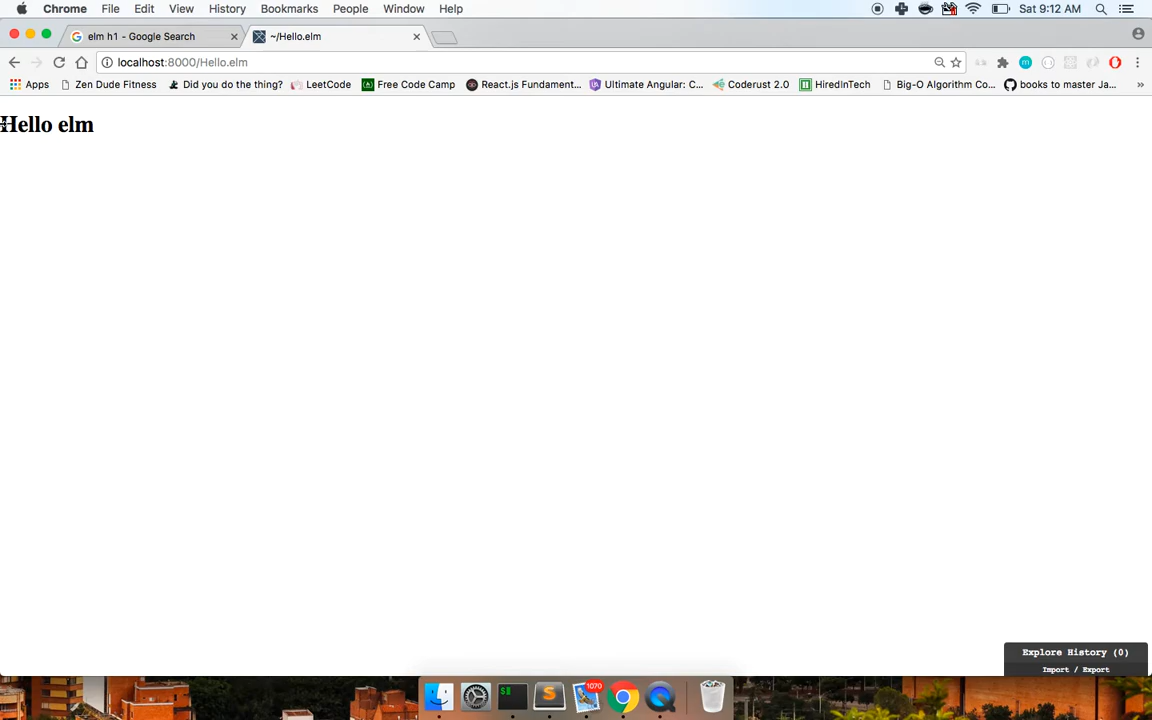 Chrome File Edit View History Bookmarks People Window Help Sat 9:12 AM
elm h1 - Google Search ~/Hello.elm
localhost:8000/Hello.elm
Apps Zen Dude Fitness Did you do the thing? LeetCode Free Code Camp React.js Fundament... Ultimate Angular: C... Coderust 2.0 HiredInTech Big-O Algorithm Co... books to master Ja... »
Hello elm
Explore History (0)
Import / Export
1070